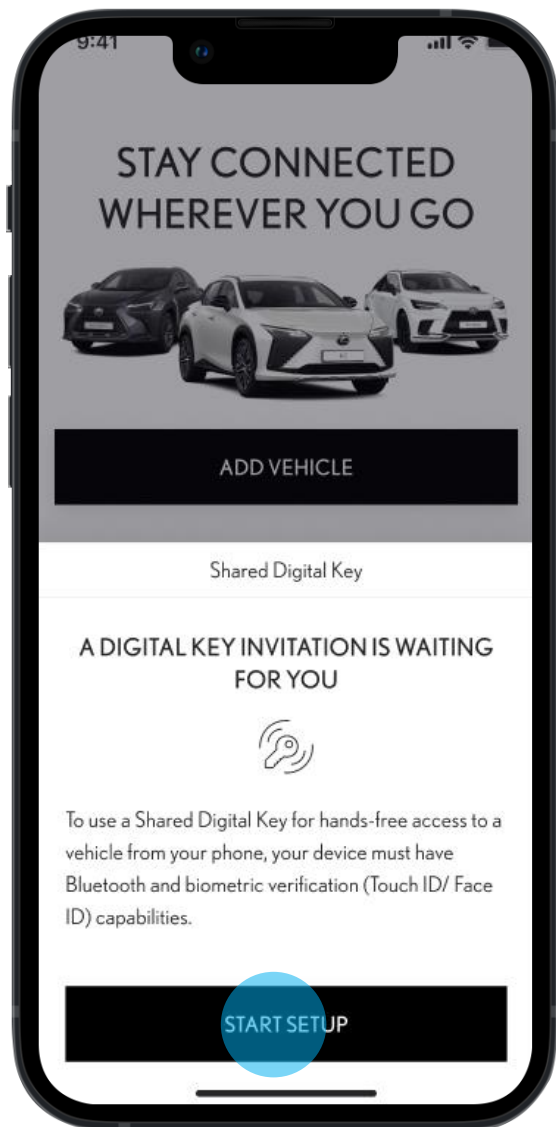 9:41
STAY CONNECTED
WHEREVER YOU GO
ADD VEHICLE
Shared Digital Key
A DIGITAL KEY INVITATION IS WAITING
FOR YOU
To use a Shared Digital Key for hands-free access to a
vehicle from your phone, your device must have
Bluetooth and biometric verification (Touch ID/ Face
ID) capabilities.
START SETUP